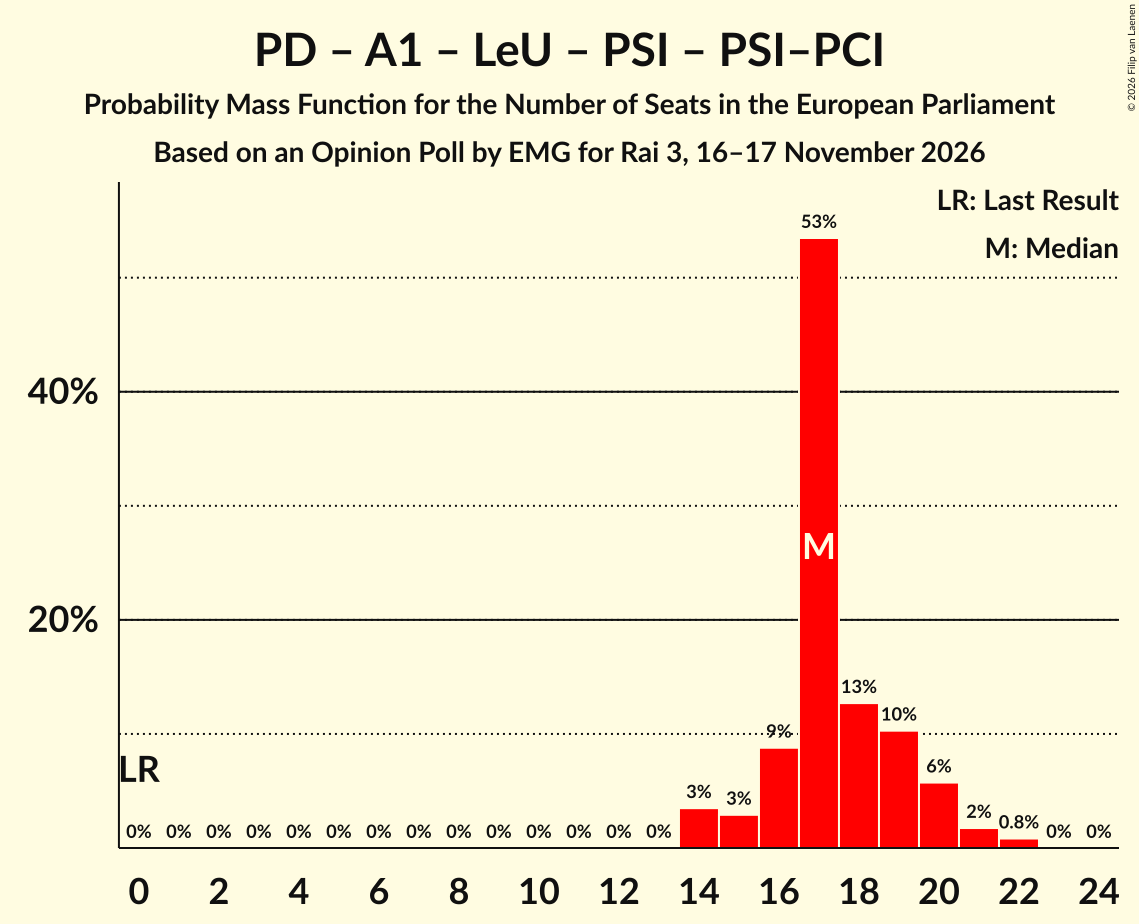 PD – A1 – LeU – PSI – PSI–PCI
Probability Mass Function for the Number of Seats in the European Parliament
Based on an Opinion Poll by EMG for Rai 3, 16–17 November 2026
© 2026 Filip van Laenen
LR: Last Result
M: Median
53%
40%
M
20%
13%
10%
9%
LR
6%
3%
3%
2%
0.8%
0% 0% 0% 0% 0% 0% 0% 0% 0% 0% 0% 0% 0% 0% 0% 0%
0 2 4 6 8 10 12 14 16 18 20 22 24